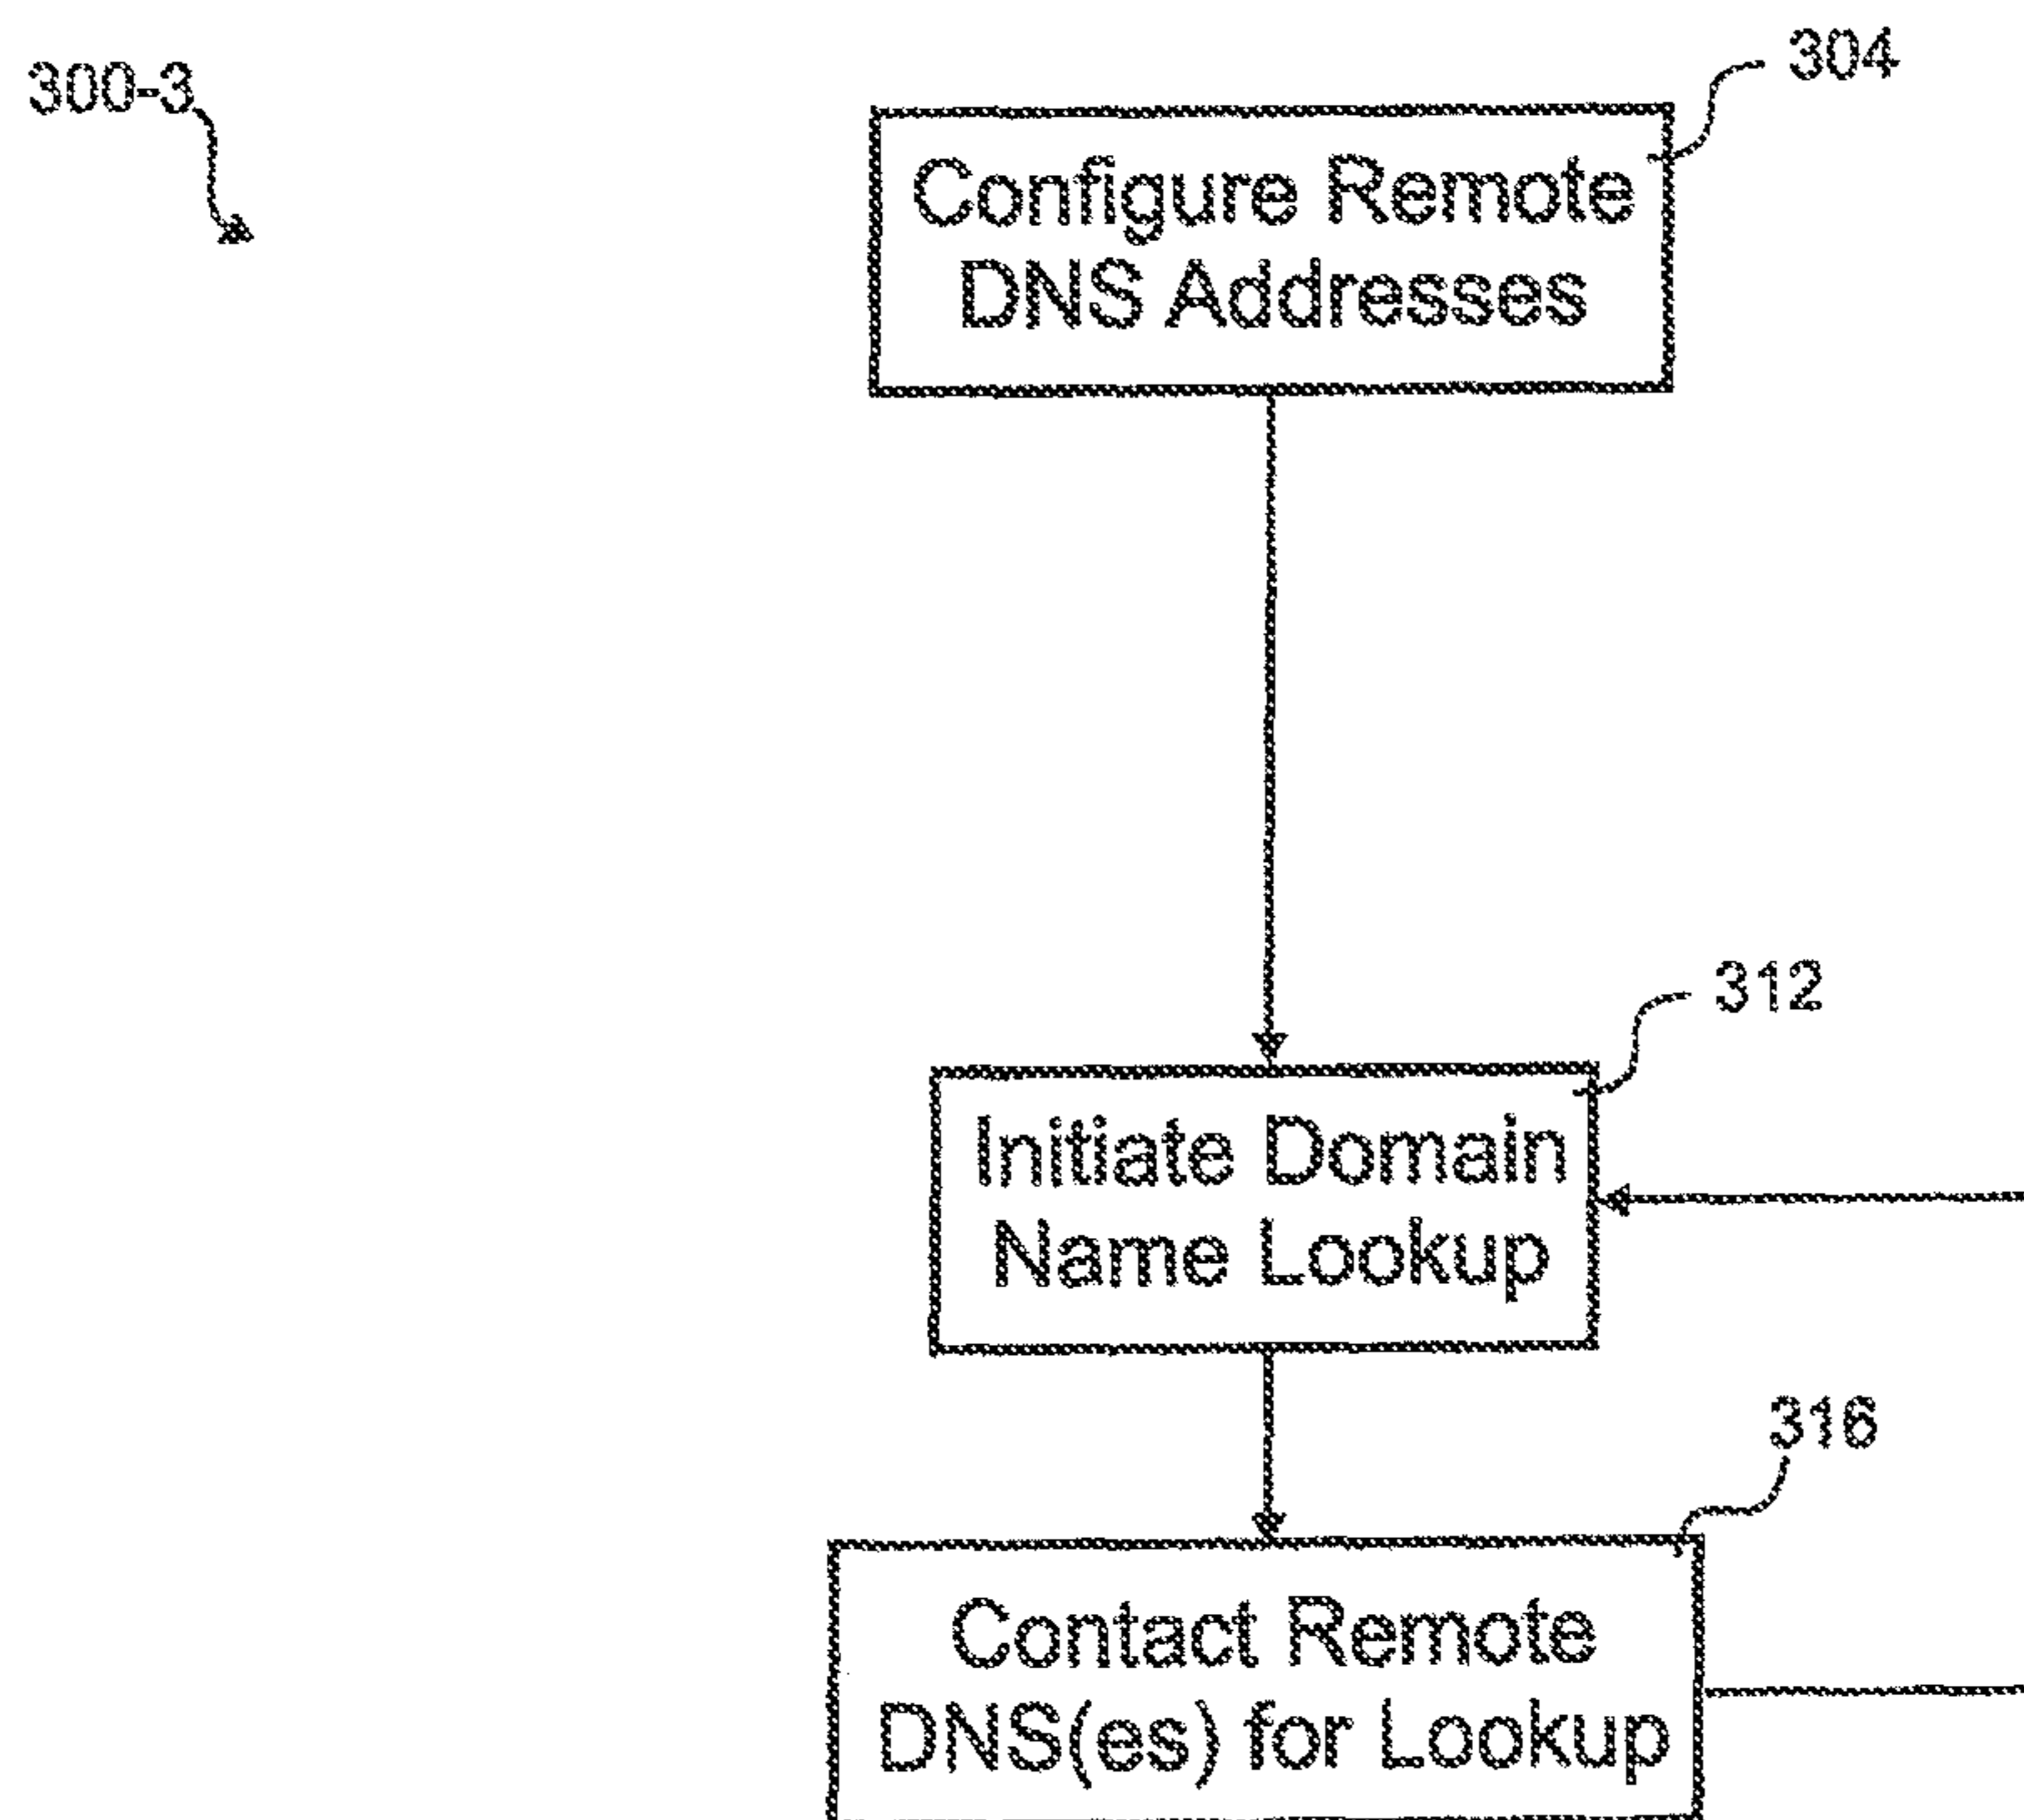 300-3
304
Configure Remote
DNS Addresses
312
Initiate Domain
Name Lookup
316
Contact Remote
DNS(es) for Lookup